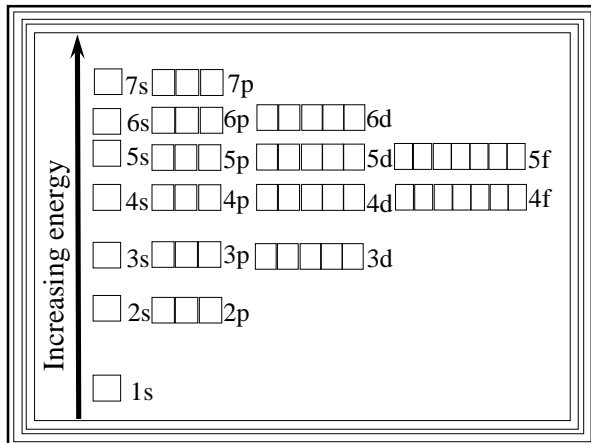 Increasing energy
7s 7p
6s 6p 6d
5s 5p 5d 5f
4s 4p 4d 4f
3s 3p 3d
2s 2p
1s